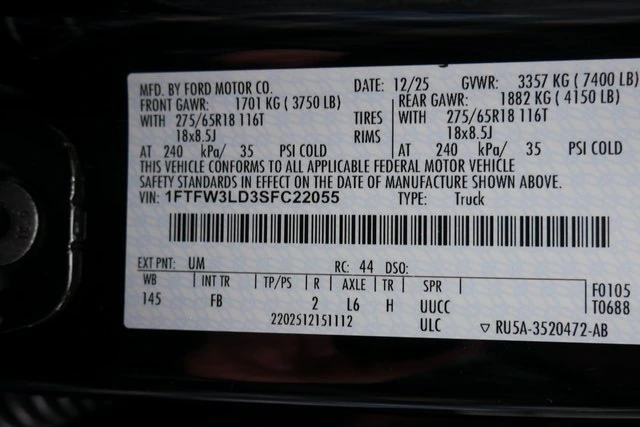 MFD. BY FORD MOTOR CO. DATE: 12/25 GVWR: 3357 KG ( 7400 LB)
FRONT GAWR: 1701 KG ( 3750 LB) REAR GAWR: 1882 KG ( 4150 LB)
WITH 275/65R18 116T TIRES WITH 275/65R18 116T
18x8.5J RIMS 18x8.5J
AT 240 kPa/ 35 PSI COLD AT 240 kPa/ 35 PSI COLD
THIS VEHICLE CONFORMS TO ALL APPLICABLE FEDERAL MOTOR VEHICLE
SAFETY STANDARDS IN EFFECT ON THE DATE OF MANUFACTURE SHOWN ABOVE.
VIN: 1FTFW3LD3SFC22055 TYPE: Truck
EXT PNT: UM RC: 44 DSO:
WB INT TR TP/PS R AXLE TR SPR F0105
145 FB 2 L6 H UUCC T0688
2202512151112 ULC ▽ RU5A-3520472-AB